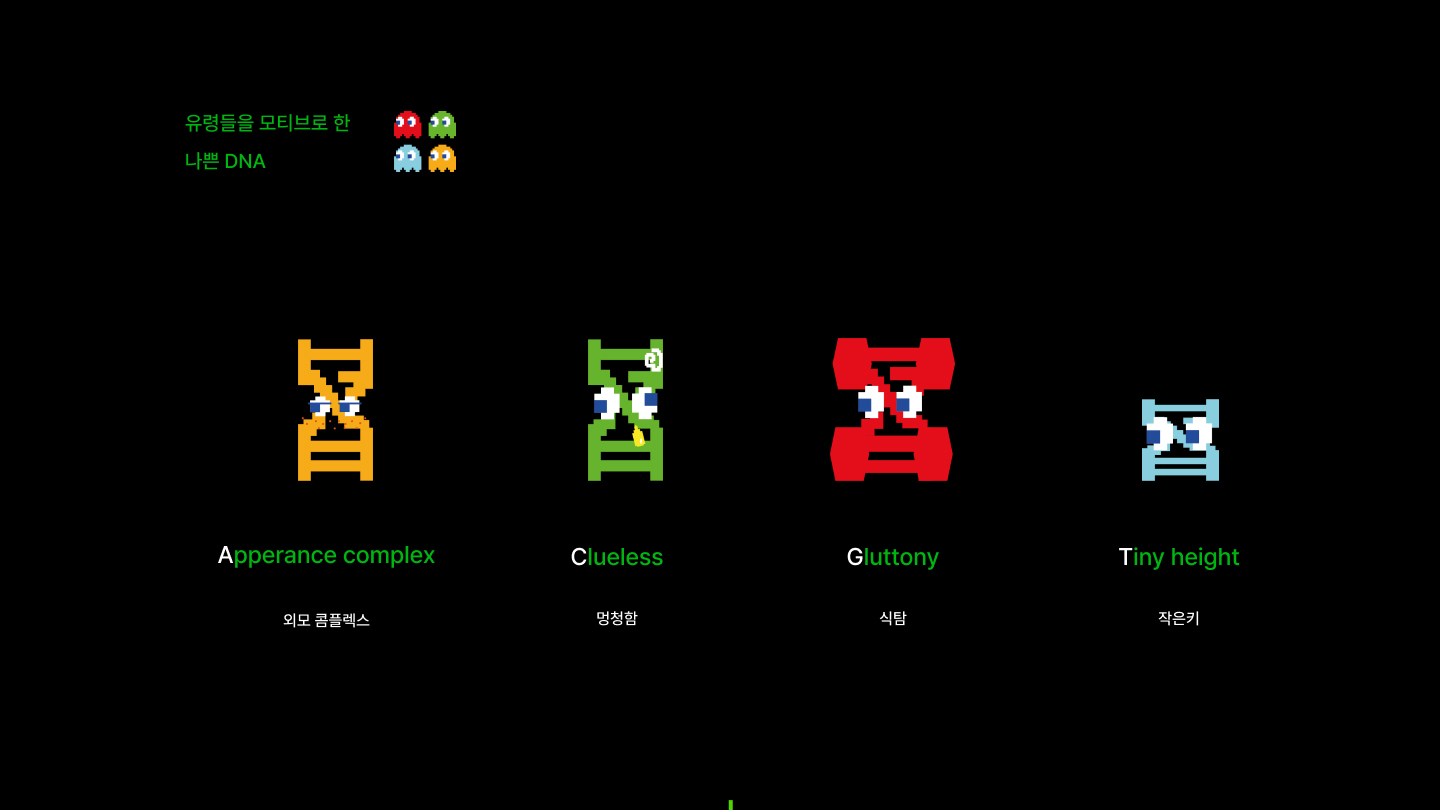 유령들을 모티브로 한
나쁜 DNA
Apperance complex
Clueless
Gluttony
Tiny height
외모 콤플렉스
멍청함
식탐
작은키